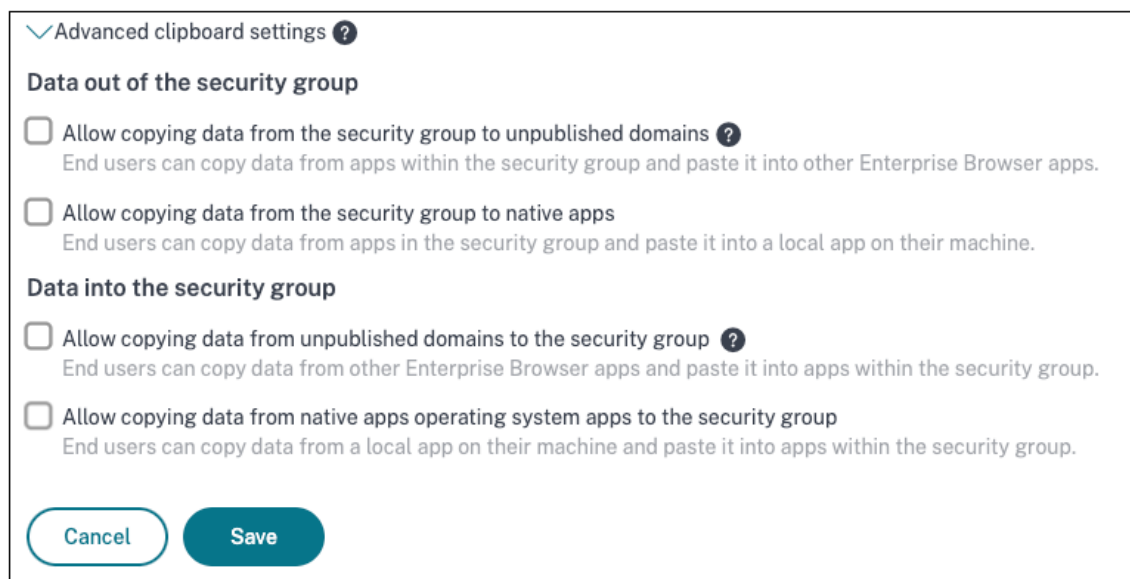 Advanced clipboard settings ?
Data out of the security group
Allow copying data from the security group to unpublished domains ?
End users can copy data from apps within the security group and paste it into other Enterprise Browser apps.
Allow copying data from the security group to native apps
End users can copy data from apps in the security group and paste it into a local app on their machine.
Data into the security group
Allow copying data from unpublished domains to the security group ?
End users can copy data from other Enterprise Browser apps and paste it into apps within the security group.
Allow copying data from native apps operating system apps to the security group
End users can copy data from a local app on their machine and paste it into apps within the security group.
Cancel Save